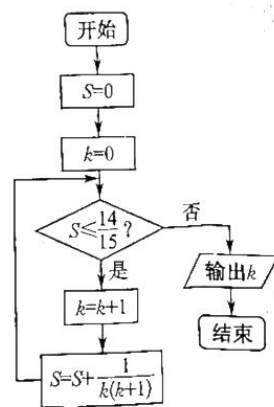 开始
S=0
k=0
S≤14/15？
否
是
输出k
k=k+1
结束
S=S+1/k(k+1)